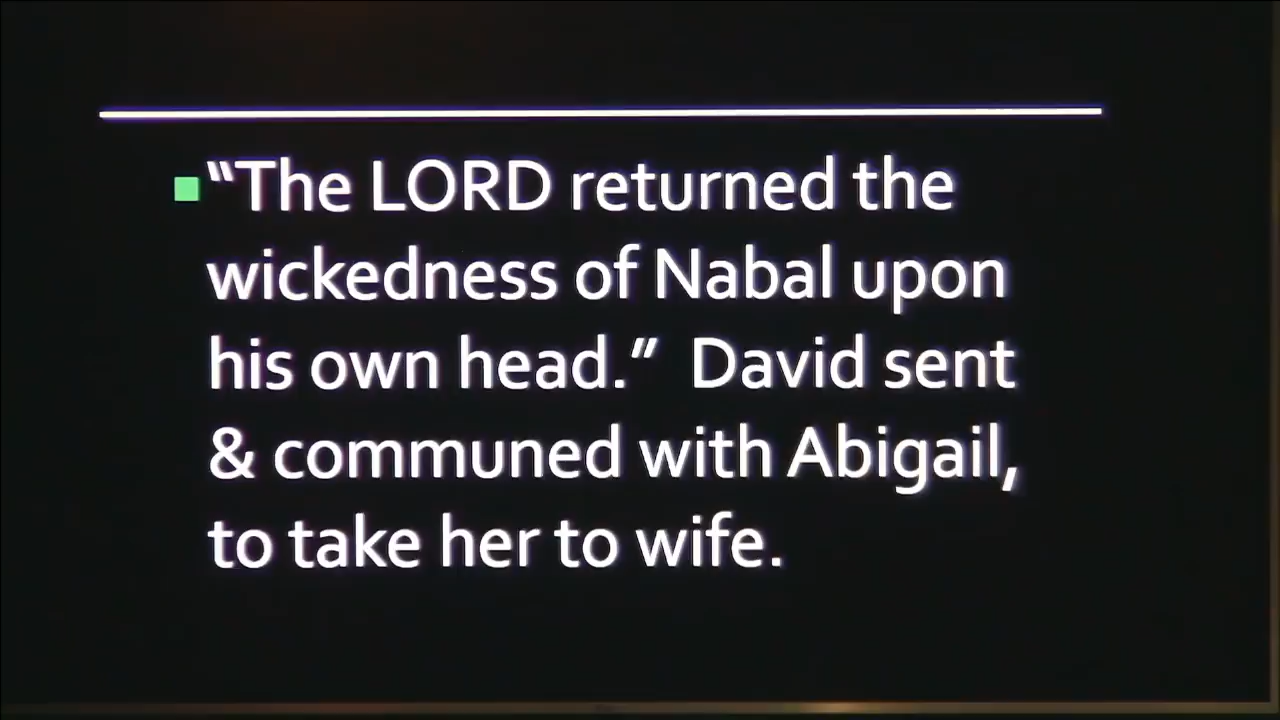 “The LORD returned the
wickedness of Nabal upon
his own head.” David sent
& communed with Abigail,
to take her to wife.